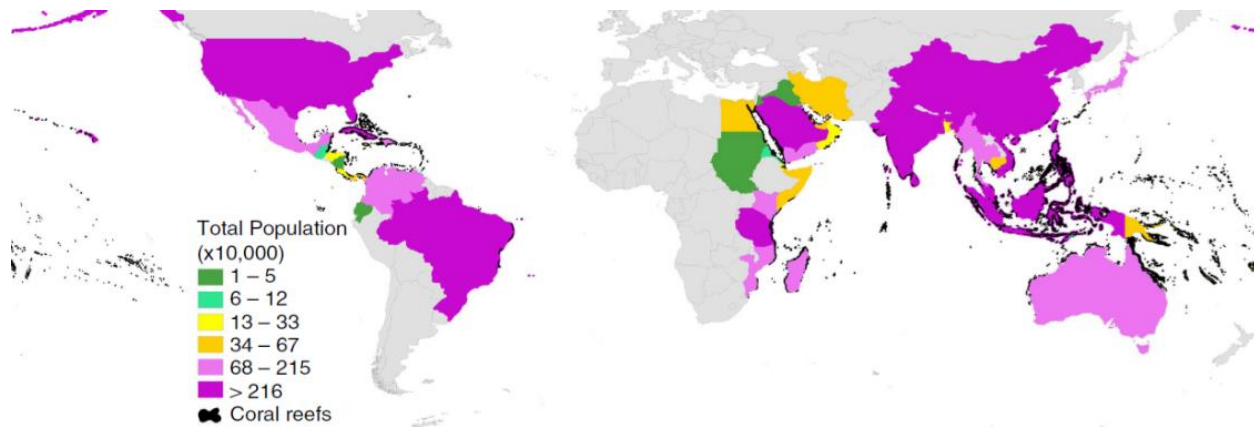 Total Population
(x10,000)
1 – 5
6 – 12
13 – 33
34 – 67
68 – 215
> 216
Coral reefs